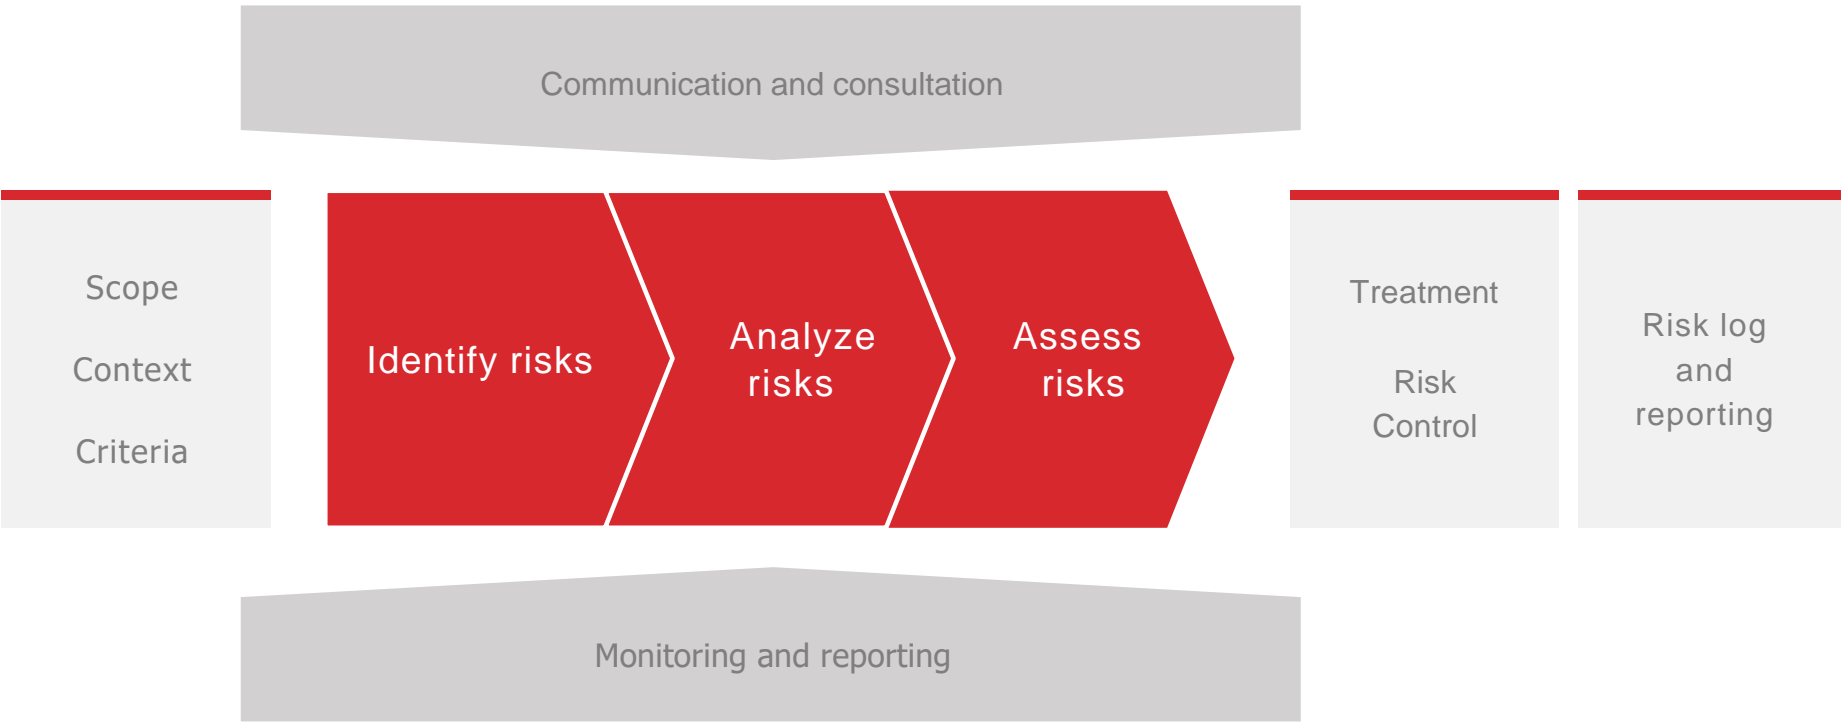 Communication and consultation
Scope
Context
Criteria
Identify risks
Analyze
risks
Assess
risks
Treatment
Risk
Control
Risk log
and
reporting
Monitoring and reporting